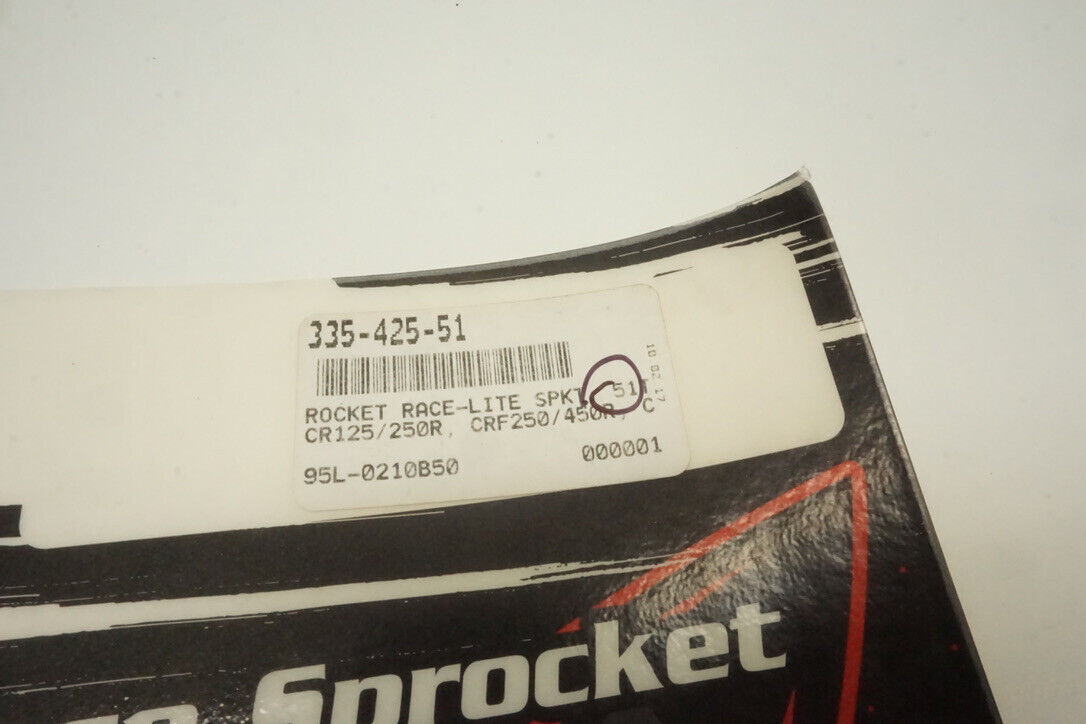 335-425-51
10 02 17
ROCKET RACE-LITE SPKT, 51T
CR125/250R, CRF250/450R, C
95L-0210B50
000001
Sprocket